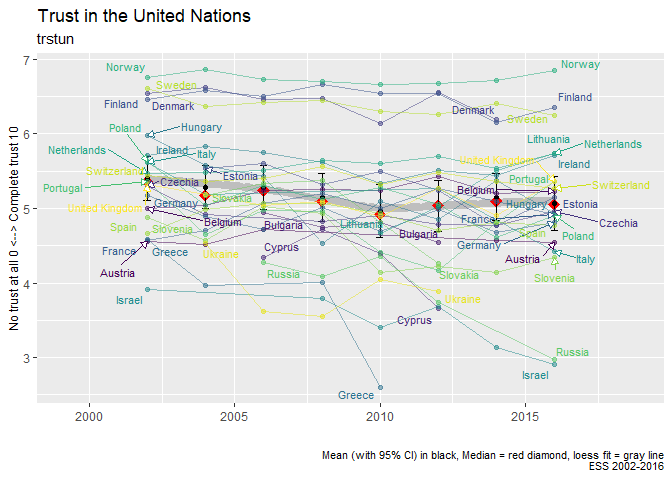 Trust in the United Nations
trstun
No trust at all 0 <--> Complete trust 10
7
6
5
4
3
2000
2005
2010
2015
Norway
Sweden
Finland
Denmark
Poland
Hungary
Netherlands
Ireland
Italy
Switzerland
Czechia
Estonia
Portugal
Germany
Slovakia
United Kingdom
Belgium
Spain
Slovenia
Bulgaria
France
Greece
Ukraine
Cyprus
Austria
Russia
Israel
Lithuania
Norway
Finland
Denmark
Sweden
Lithuania
Netherlands
United Kingdom
Ireland
Portugal
Switzerland
Belgium
Hungary
Estonia
France
Czechia
Bulgaria
Spain
Poland
Germany
Austria
Italy
Slovakia
Slovenia
Ukraine
Cyprus
Russia
Israel
Greece
Mean (with 95% CI) in black, Median = red diamond, loess fit = gray line
ESS 2002-2016